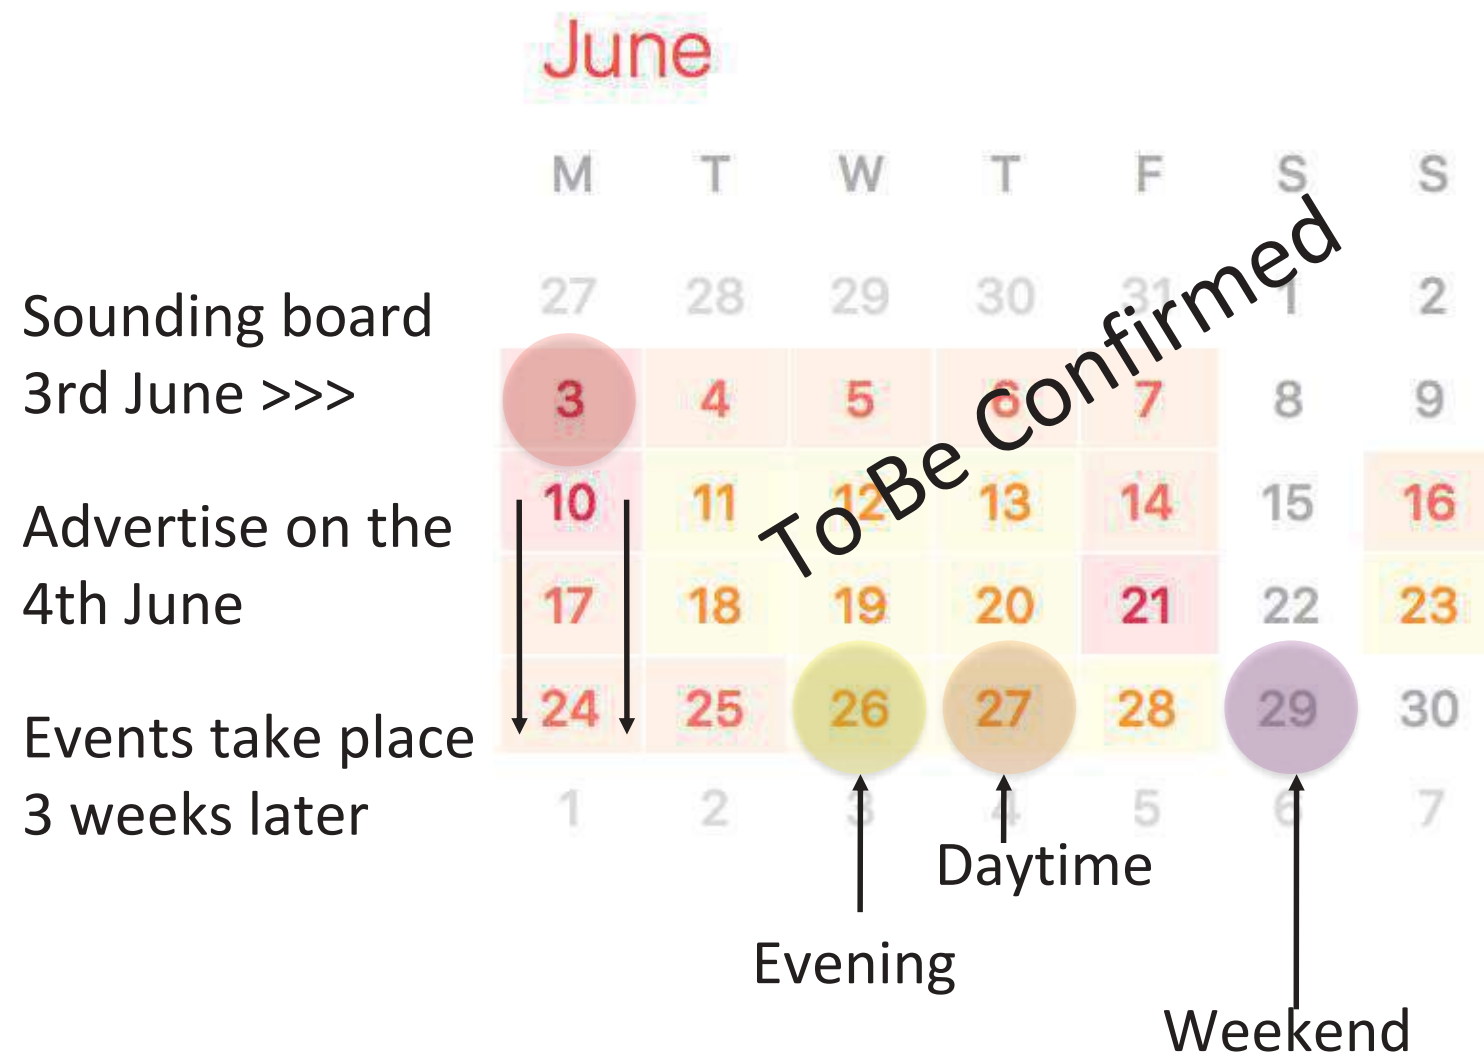 June
M T W T F S S
27 28 29 30 31 1 2
Sounding board
3rd June >>>
3 4 5 6 7 8 9
To Be Confirmed
Advertise on the
4th June
10 11 12 13 14 15 16
17 18 19 20 21 22 23
Events take place
3 weeks later
24 25 26 27 28 29 30
1 2 3 4 5 6 7
Daytime
Evening
Weekend